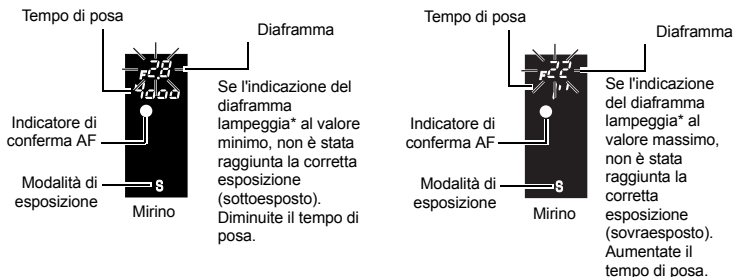 Tempo di posa
Diaframma
F28
4000
Indicatore di
conferma AF
Modalità di
esposizione
S
Mirino
Se l'indicazione del
diaframma
lampeggia* al valore
minimo, non è stata
raggiunta la corretta
esposizione
(sottoesposto).
Diminuite il tempo di
posa.
Tempo di posa
Diaframma
F22
1"
Indicatore di
conferma AF
Modalità di
esposizione
S
Mirino
Se l'indicazione
del diaframma
lampeggia* al
valore massimo,
non è stata
raggiunta la
corretta
esposizione
(sovraesposto).
Aumentate il
tempo di posa.